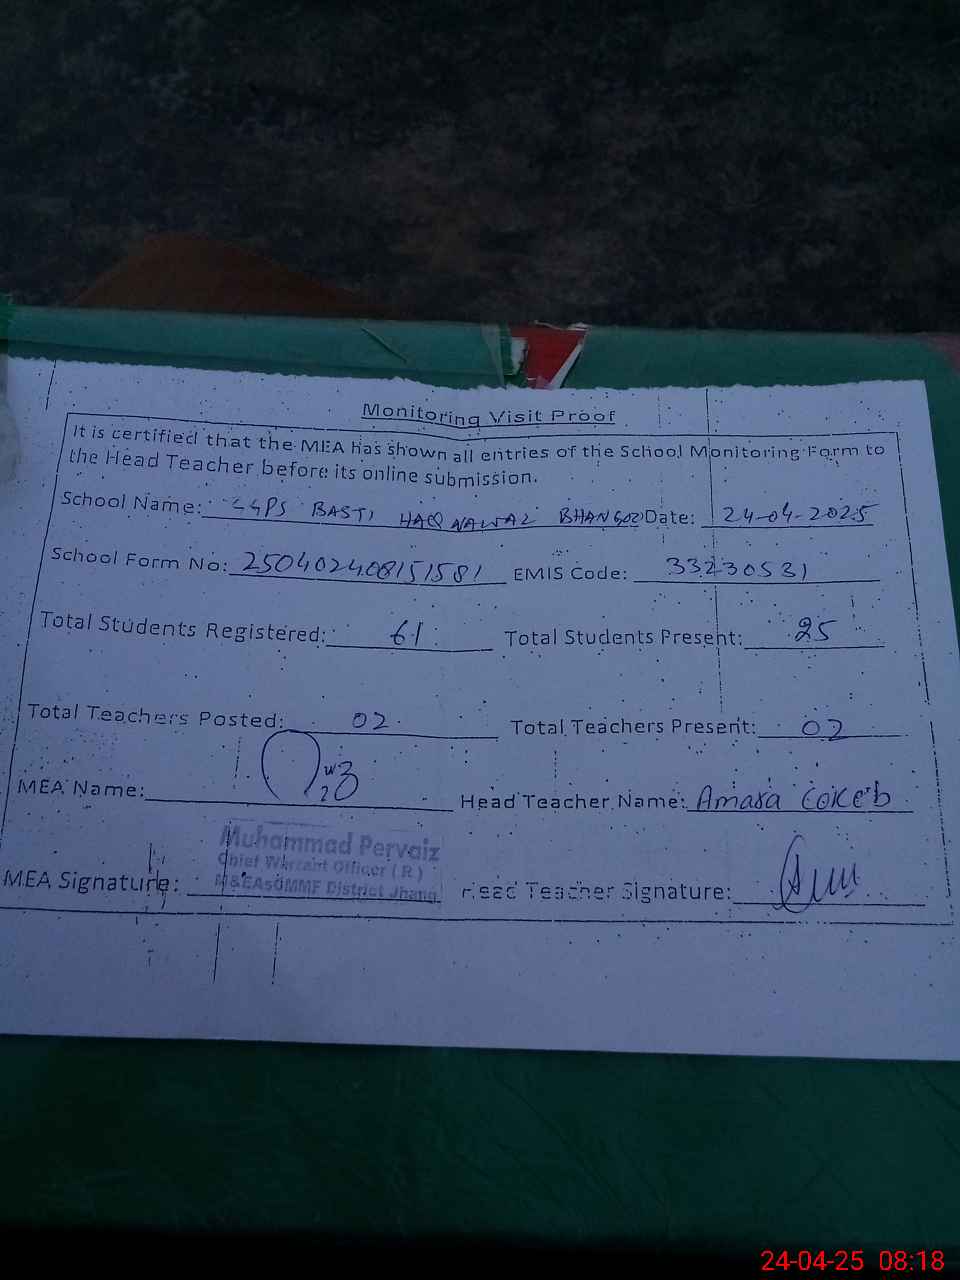 Monitoring Visit Proof
It is certified that the MEA has shown all entries of the School Monitoring Form to
the Head Teacher before its online submission.
School Name: GGPS BASTI HAQ NAWAZ Date: 24-04-2025
School Form No: 250402408151581 EMIS Code: 33230531
Total Students Registered: 61 Total Students Present: 25
Total Teachers Posted: 02 Total Teachers Present: 02
MEA Name: Head Teacher Name: Amara
Muhammad Pervaiz
Chief Warrant Officer (R)
MEA Signature: District Jhang Head Teacher Signature:
24-04-25 08:18